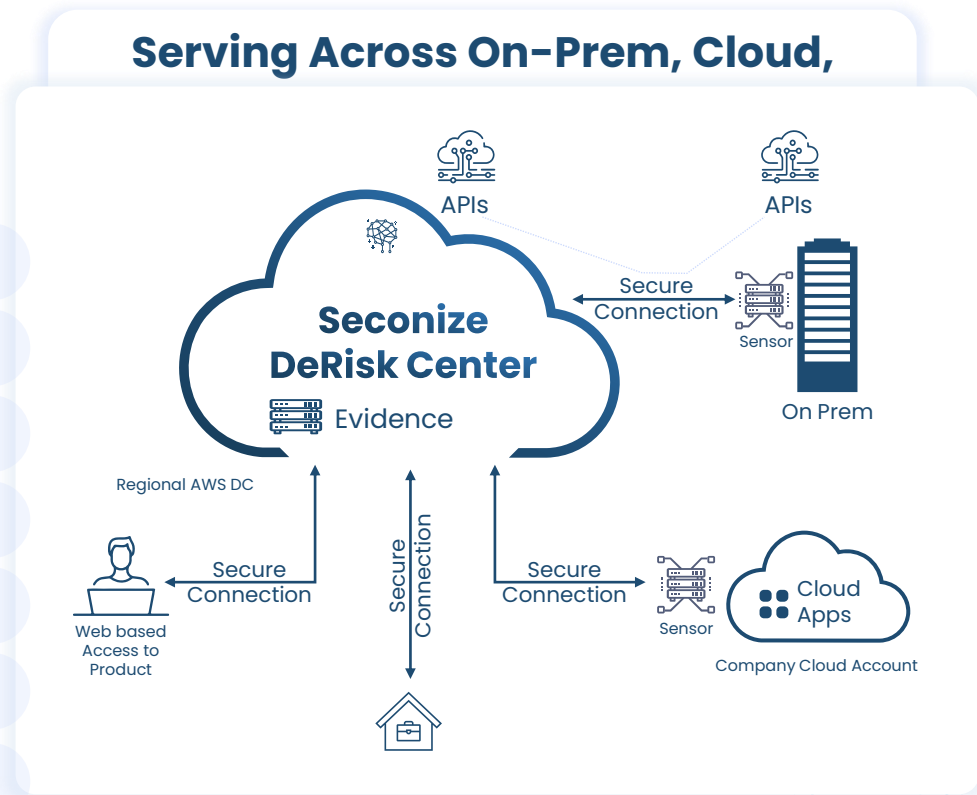 Serving Across On-Prem, Cloud,
APIs
APIs
Secure
Connection
Sensor
On Prem
Seconize
DeRisk Center
Evidence
Regional AWS DC
Secure
Connection
Web based
Access to
Product
Secure
Connection
Secure
Connection
Sensor
Cloud
Apps
Company Cloud Account